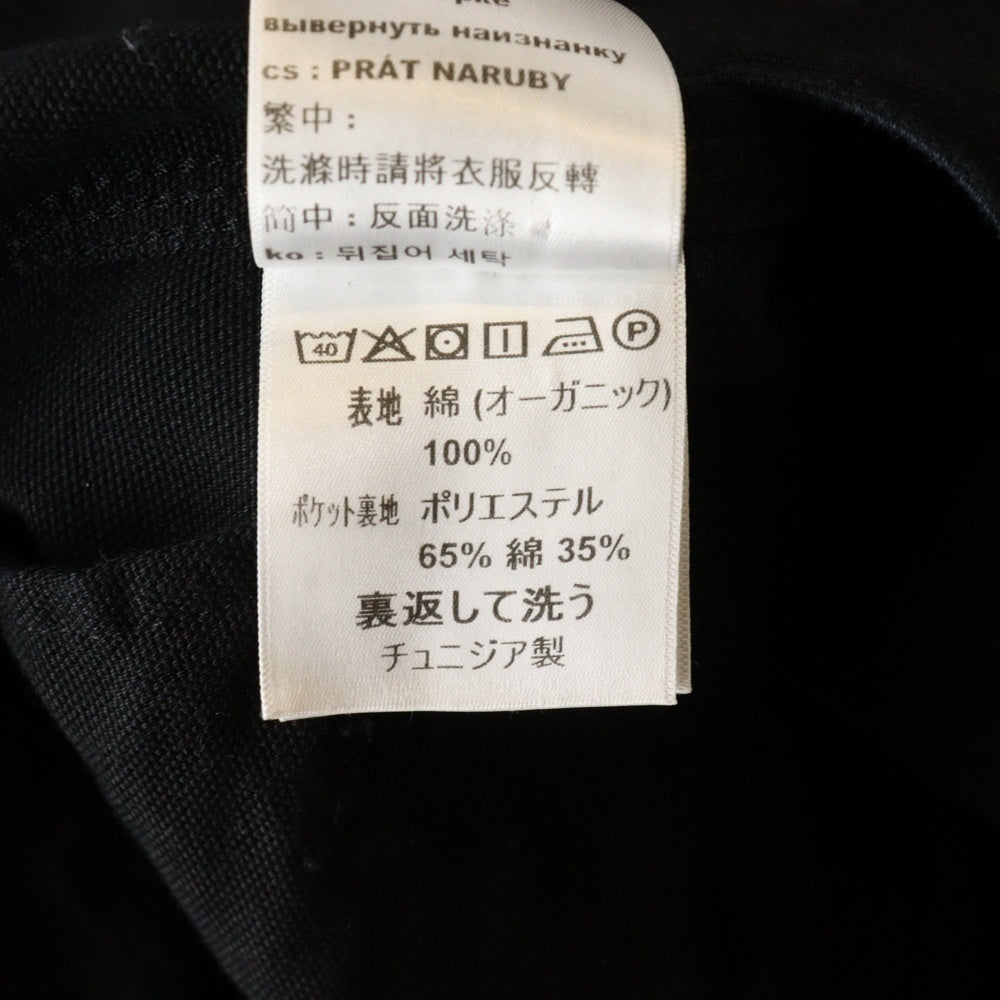 вывернуть наизнанку
cs : PRÁT NARUBY
繁中 :
洗滌時請將衣服反轉
简中 : 反面洗涤
ko : 뒤집어 세탁
40 P
表地 綿 (オーガニック)
100%
ポケット裏地 ポリエステル
65% 綿 35%
裏返して洗う
チュニジア製